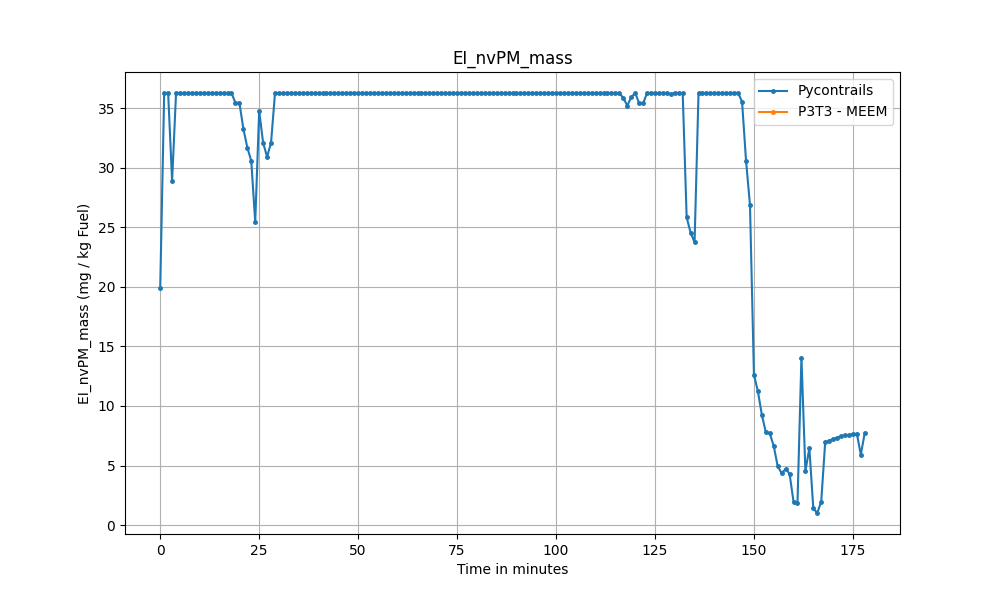 EI_nvPM_mass
Pycontrails
P3T3 - MEEM
EI_nvPM_mass (mg / kg Fuel)
35
30
25
20
15
10
5
0
0 25 50 75 100 125 150 175
Time in minutes